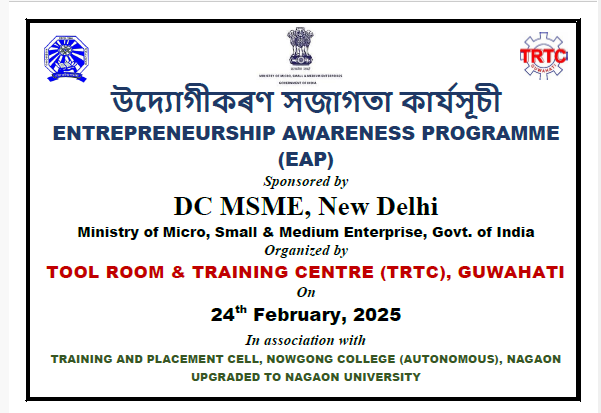 MINISTRY OF MICRO, SMALL & MEDIUM ENTERPRISES
GOVERNMENT OF INDIA
TRTC
GUWAHATI
উদ্যোগীকৰণ সজাগতা কাৰ্যসূচী
ENTREPRENEURSHIP AWARENESS PROGRAMME
(EAP)
Sponsored by
DC MSME, New Delhi
Ministry of Micro, Small & Medium Enterprise, Govt. of India
Organized by
TOOL ROOM & TRAINING CENTRE (TRTC), GUWAHATI
On
24th February, 2025
In association with
TRAINING AND PLACEMENT CELL, NOWGONG COLLEGE (AUTONOMOUS), NAGAON
UPGRADED TO NAGAON UNIVERSITY